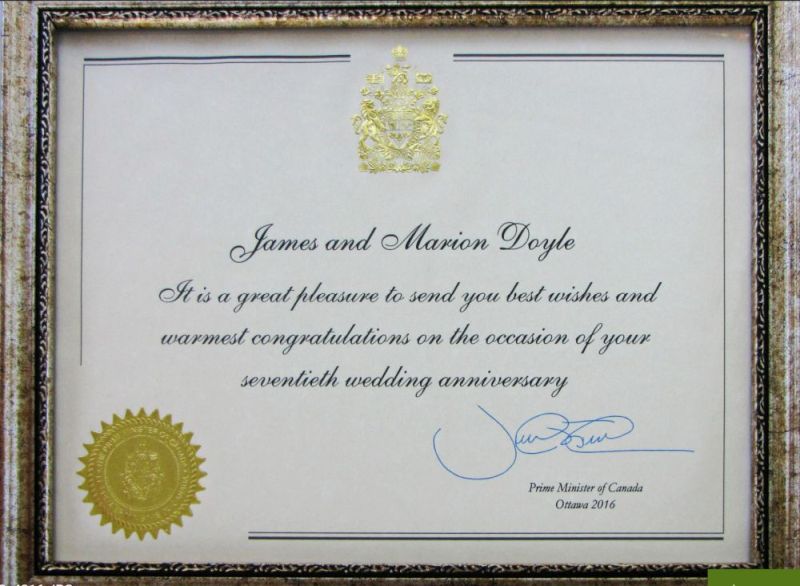 James and Marion Doyle
It is a great pleasure to send you best wishes and
warmest congratulations on the occasion of your
seventieth wedding anniversary
Prime Minister of Canada
Ottawa 2016